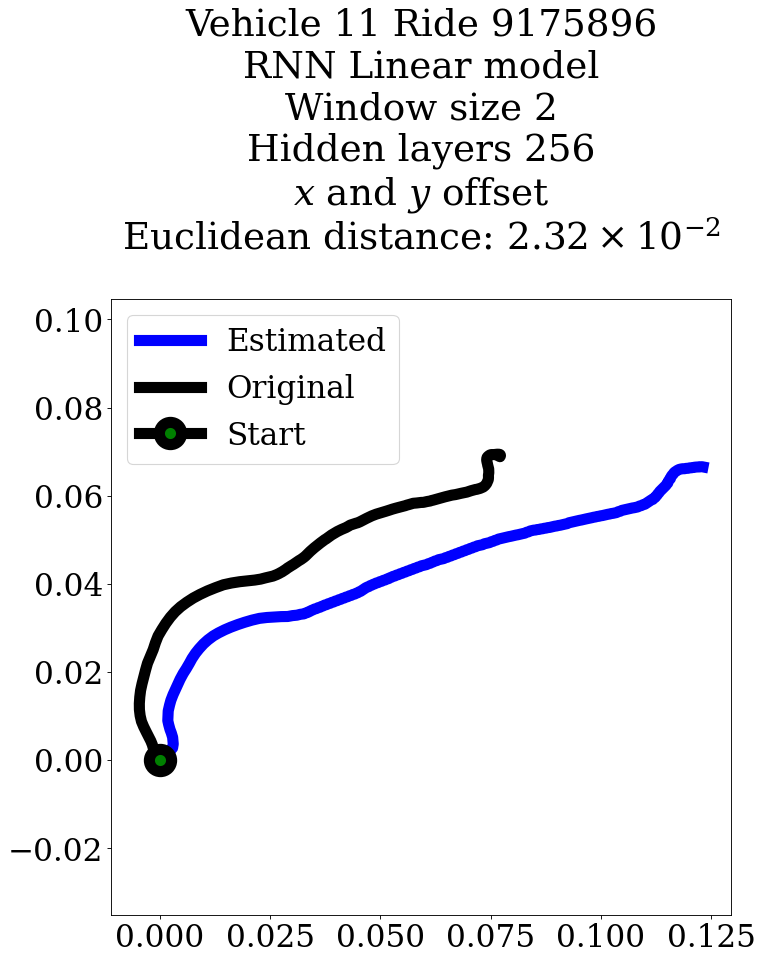 Vehicle 11 Ride 9175896
RNN Linear model
Window size 2
Hidden layers 256
x and y offset
Euclidean distance: 2.32 × 10⁻²
Estimated
Original
Start
0.10
0.08
0.06
0.04
0.02
0.00
−0.02
0.000 0.025 0.050 0.075 0.100 0.125